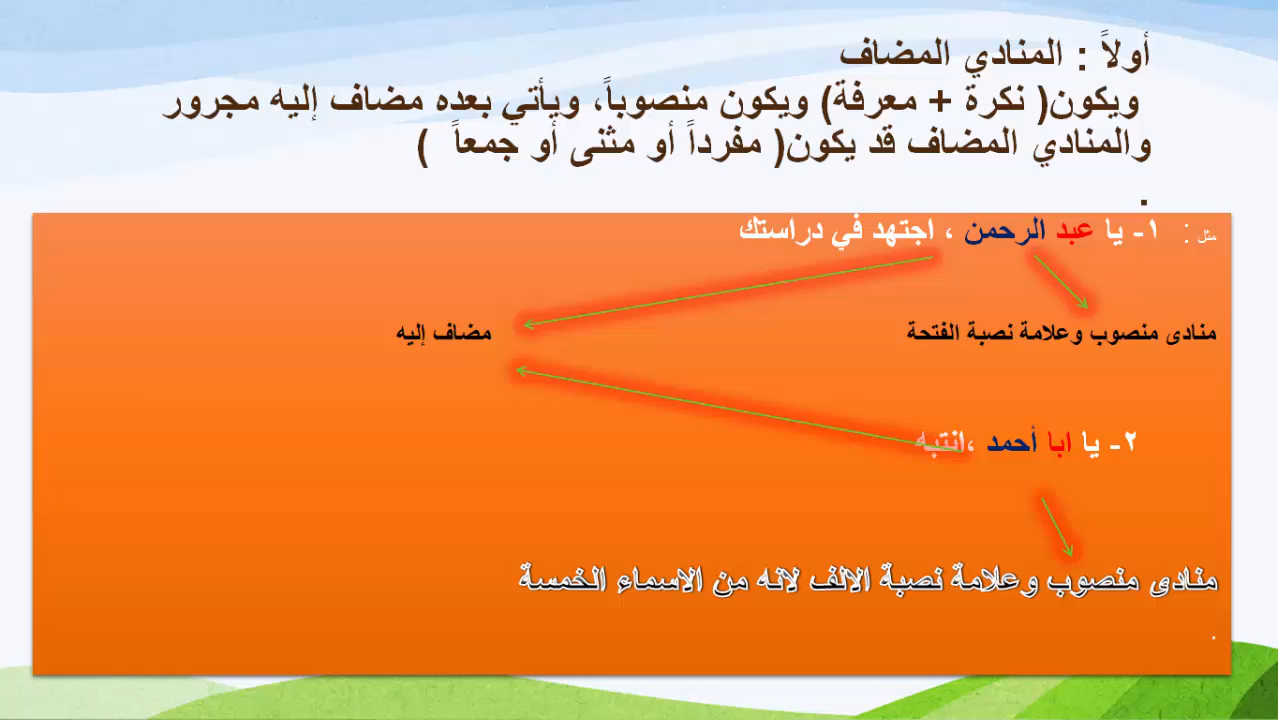 أولاً : المنادي المضاف
ويكون( نكرة + معرفة) ويكون منصوباً، ويأتي بعده مضاف إليه مجرور
والمنادي المضاف قد يكون( مفرداً أو مثنى أو جمعاً )
.
مثل : ١- يا عبد الرحمن ، اجتهد في دراستك
منادى منصوب وعلامة نصبة الفتحة مضاف إليه
٢- يا ابا أحمد ،انتبه
منادى منصوب وعلامة نصبة الالف لانه من الاسماء الخمسة
.